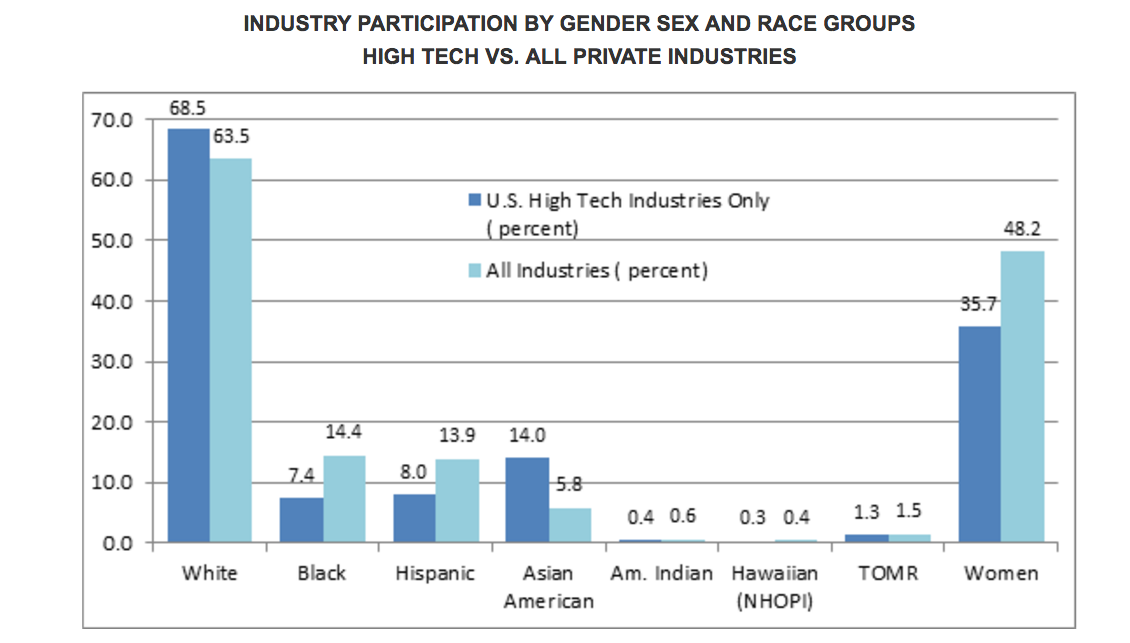 INDUSTRY PARTICIPATION BY GENDER SEX AND RACE GROUPS
HIGH TECH VS. ALL PRIVATE INDUSTRIES
68.5
70.0
63.5
60.0
U.S. High Tech Industries Only
( percent)
50.0
48.2
All Industries ( percent)
40.0
35.7
30.0
20.0
14.4
13.9
14.0
10.0
7.4
8.0
5.8
0.4
0.6
0.3
0.4
1.3
1.5
0.0
White
Black
Hispanic
Asian
American
Am. Indian
Hawaiian
(NHOPI)
TOMR
Women